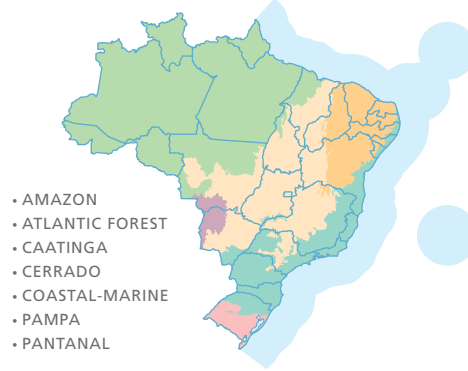 • AMAZON
• ATLANTIC FOREST
• CAATINGA
• CERRADO
• COASTAL-MARINE
• PAMPA
• PANTANAL